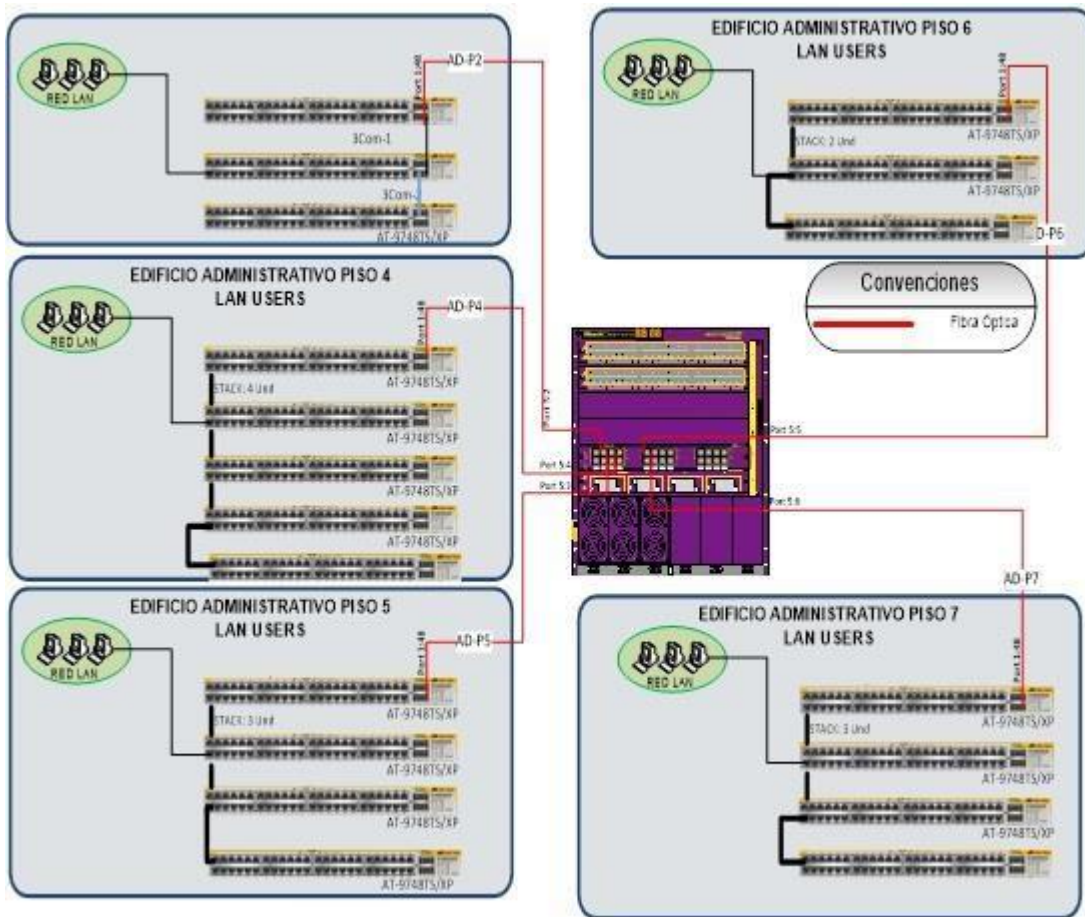 AD-P2
Port 1:48
RED LAN
3Com-1
AT-9748TS/XP
EDIFICIO ADMINISTRATIVO PISO 6
LAN USERS
Port 1:48
RED LAN
AT-9748TS/XP
STACK: 2 Und
AT-9748TS/XP
Convenciones
Fibra Optica
EDIFICIO ADMINISTRATIVO PISO 4
LAN USERS
AD-P4
Port 1:48
RED LAN
AT-9748TS/XP
STACK: 4 Und
AT-9748TS/XP
AT-9748TS/XP
AT-9748TS/XP
Port 5:2
Port 5:5
Port 5:4
Port 5:6
EDIFICIO ADMINISTRATIVO PISO 5
LAN USERS
AD-P5
Port 1:48
RED LAN
AT-9748TS/XP
STACK: 3 Und
AT-9748TS/XP
AT-9748TS/XP
AT-9748TS/XP
AD-P7
EDIFICIO ADMINISTRATIVO PISO 7
LAN USERS
Port 1:48
RED LAN
AT-9748TS/XP
STACK: 3 Und
AT-9748TS/XP
AT-9748TS/XP